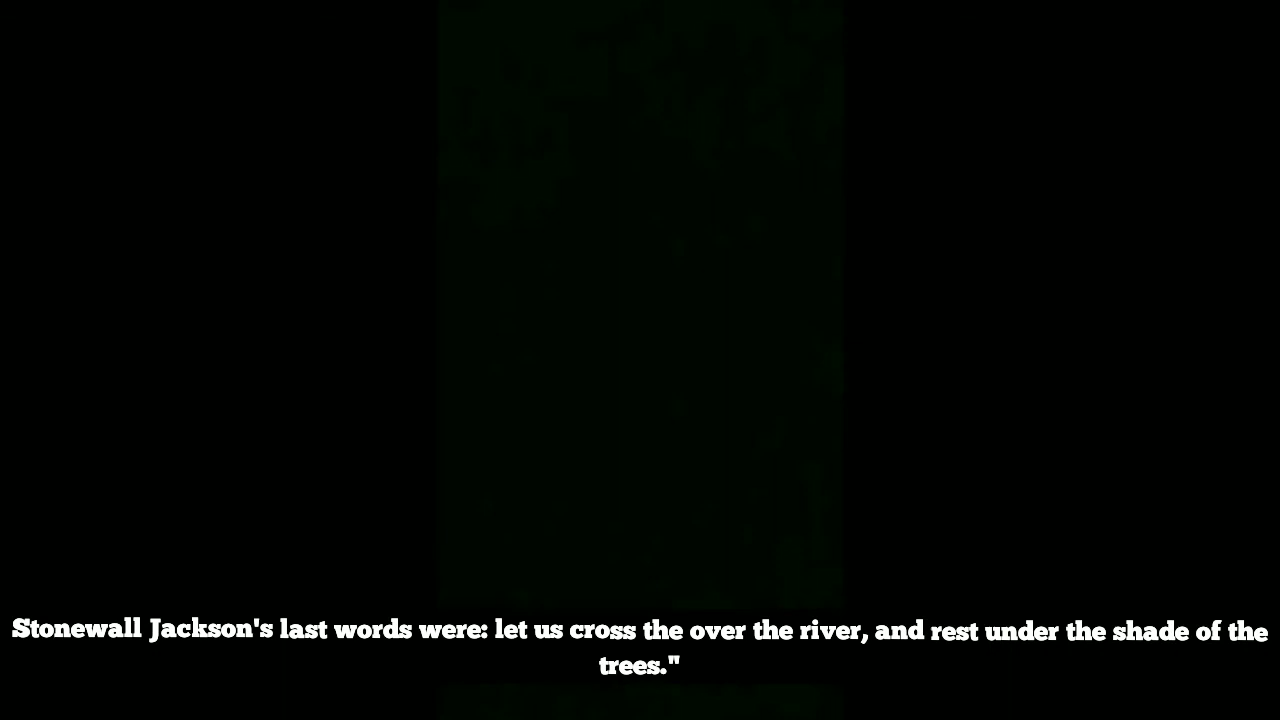 Stonewall Jackson's last words were: let us cross the over the river, and rest under the shade of the
trees."